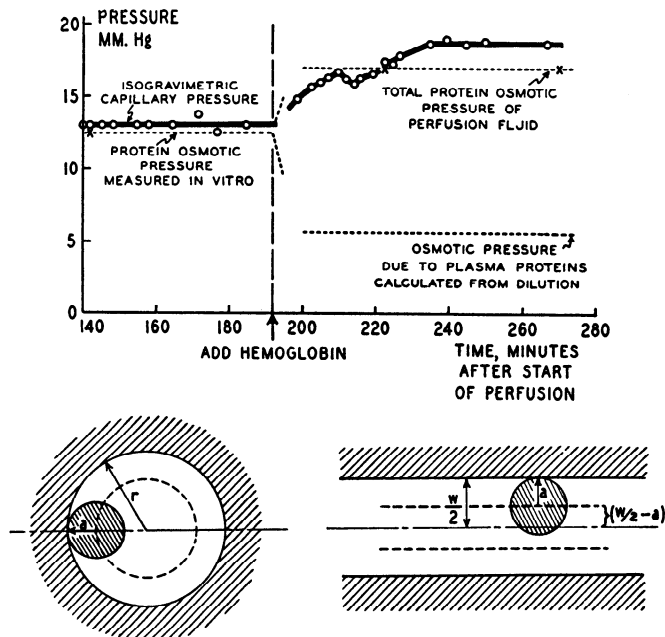 PRESSURE
MM. Hg
20
15
10
5
0
ISOGRAVIMETRIC
CAPILLARY PRESSURE
PROTEIN OSMOTIC
PRESSURE
MEASURED IN VITRO
TOTAL PROTEIN OSMOTIC
PRESSURE OF
PERFUSION FLUID
OSMOTIC PRESSURE
DUE TO PLASMA PROTEINS
CALCULATED FROM DILUTION
140 160 180 200 220 240 260 280
ADD HEMOGLOBIN
TIME, MINUTES
AFTER START
OF PERFUSION
r
a
w
2
a
(W/2-a)